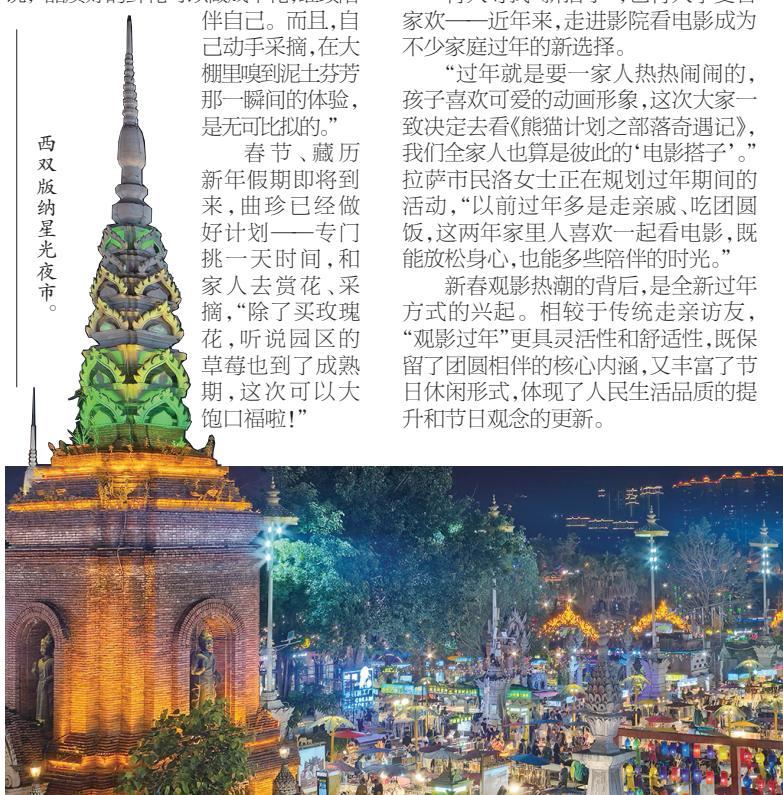 伴自己。而且,自
己动手采摘,在大
棚里嗅到泥土芬芳
那一瞬间的体验,
是无可比拟的。”
春节、藏历
新年假期即将到
来,曲珍已经做
好计划——专门
挑一天时间,和
家人去赏花、采
摘,“除了买玫瑰
花,听说园区的
草莓也到了成熟
期,这次可以大
饱口福啦!”
家欢——近年来,走进影院看电影成为
不少家庭过年的新选择。
“过年就是要一家人热热闹闹的,
孩子喜欢可爱的动画形象,这次大家一
致决定去看《熊猫计划之部落奇遇记》,
我们全家人也算是彼此的‘电影搭子’。”
拉萨市民洛女士正在规划过年期间的
活动,“以前过年多是走亲戚、吃团圆
饭,这两年家里人喜欢一起看电影,既
能放松身心,也能多些陪伴的时光。”
新春观影热潮的背后,是全新过年
方式的兴起。相较于传统走亲访友,
“观影过年”更具灵活性和舒适性,既保
留了团圆相伴的核心内涵,又丰富了节
日休闲形式,体现了人民生活品质的提
升和节日观念的更新。
西双版纳星光夜市。